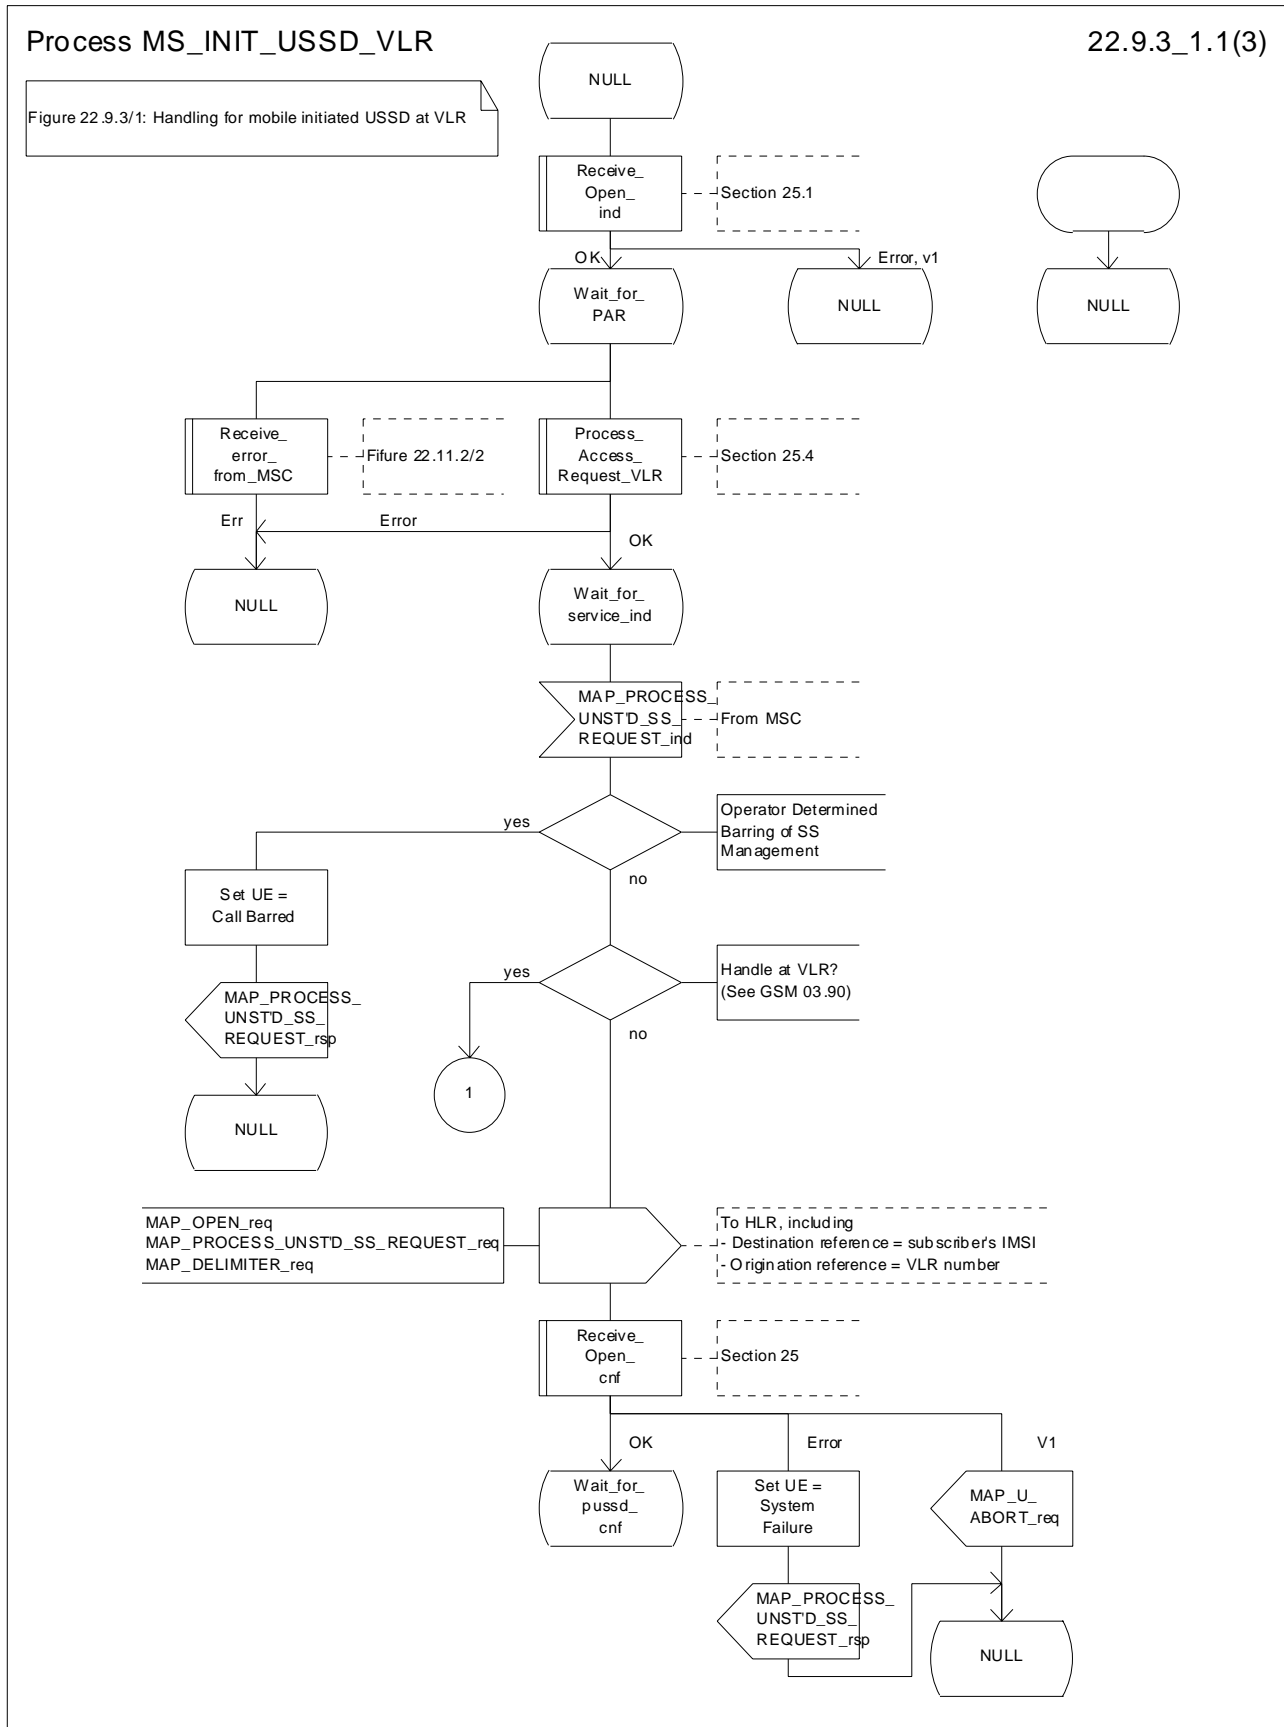 Process MS_INIT_USSD_VLR
22.9.3_1.1(3)
Figure 22.9.3/1: Handling for mobile initiated USSD at VLR
NULL
Receive_
Open_
ind
Section 25.1
OK
Error, v1
Wait_for_
PAR
NULL
NULL
Receive_
error_
from_MSC
Fifure 22.11.2/2
Process_
Access_
Request_VLR
Section 25.4
Err
Error
OK
NULL
Wait_for_
service_ind
MAP_PROCESS_
UNST'D_SS_
REQUEST_ind
From MSC
yes
Operator Determined
Barring of SS
Management
no
Set UE =
Call Barred
yes
Handle at VLR?
(See GSM 03.90)
no
MAP_PROCESS_
UNST'D_SS_
REQUEST_rsp
1
NULL
MAP_OPEN_req
MAP_PROCESS_UNST'D_SS_REQUEST_req
MAP_DELIMITER_req
To HLR, including
- Destination reference = subscriber's IMSI
- Origination reference = VLR number
Receive_
Open_
cnf
Section 25
OK
Error
V1
Wait_for_
pussd_
cnf
Set UE =
System
Failure
MAP_U_
ABORT_req
MAP_PROCESS_
UNST'D_SS_
REQUEST_rsp
NULL